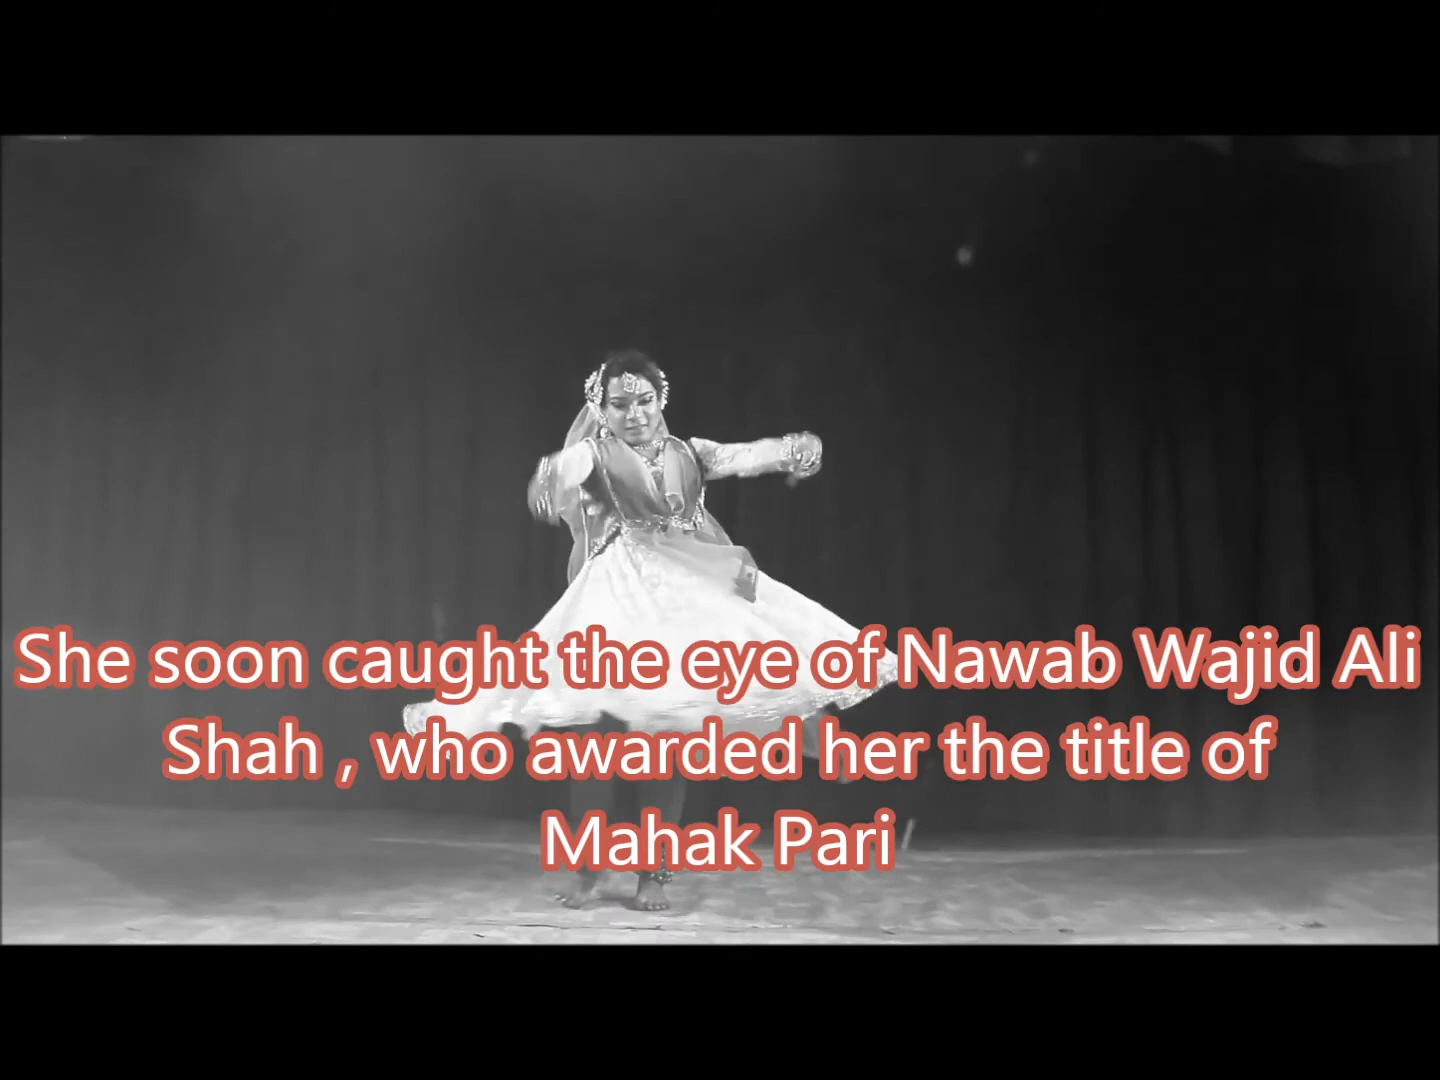 She soon caught the eye of Nawab Wajid Ali
Shah , who awarded her the title of
Mahak Pari